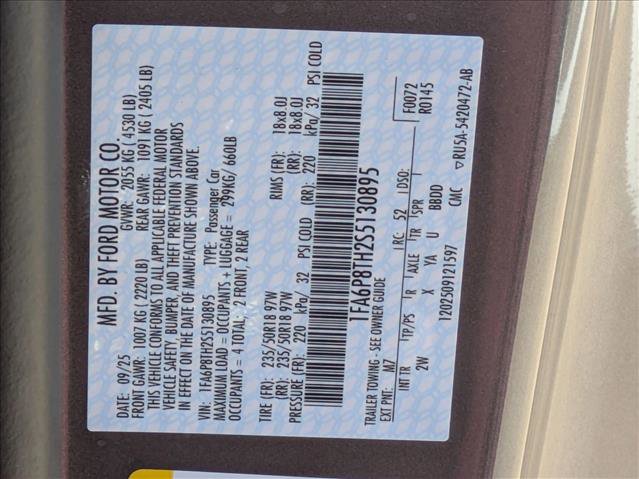 MFD. BY FORD MOTOR CO.
DATE: 09/25 GVWR: 2055 KG ( 4530 LB)
FRONT GAWR: 1007 KG ( 2220 LB) REAR GAWR: 1091 KG ( 2405 LB)
THIS VEHICLE CONFORMS TO ALL APPLICABLE FEDERAL MOTOR
VEHICLE SAFETY, BUMPER, AND THEFT PREVENTION STANDARDS
IN EFFECT ON THE DATE OF MANUFACTURE SHOWN ABOVE.
VIN: 1FA6P8TH2S5130895 TYPE: Passenger Car
MAXIMUM LOAD = OCCUPANTS + LUGGAGE = 299KG/ 660LB
OCCUPANTS = 4 TOTAL: 2 FRONT, 2 REAR
TIRE (FR): 235/50R18 97W RIMS (FR): 18x8.0J
(RR): 235/50R18 97W (RR): 18x8.0J
PRESSURE (FR): 220 kPa/ 32 PSI COLD (RR): 220 kPa/ 32 PSI COLD
1FA6P8TH2S5130895
TRAILER TOWING - SEE OWNER GUIDE F0072
EXT PNT: M7 RC: 52 DSO: R0145
INT TR TP/PS R AXLE TR SPR
2W X YA U BBDD
1202509121597 CMC ▽RU5A-5420472-AB